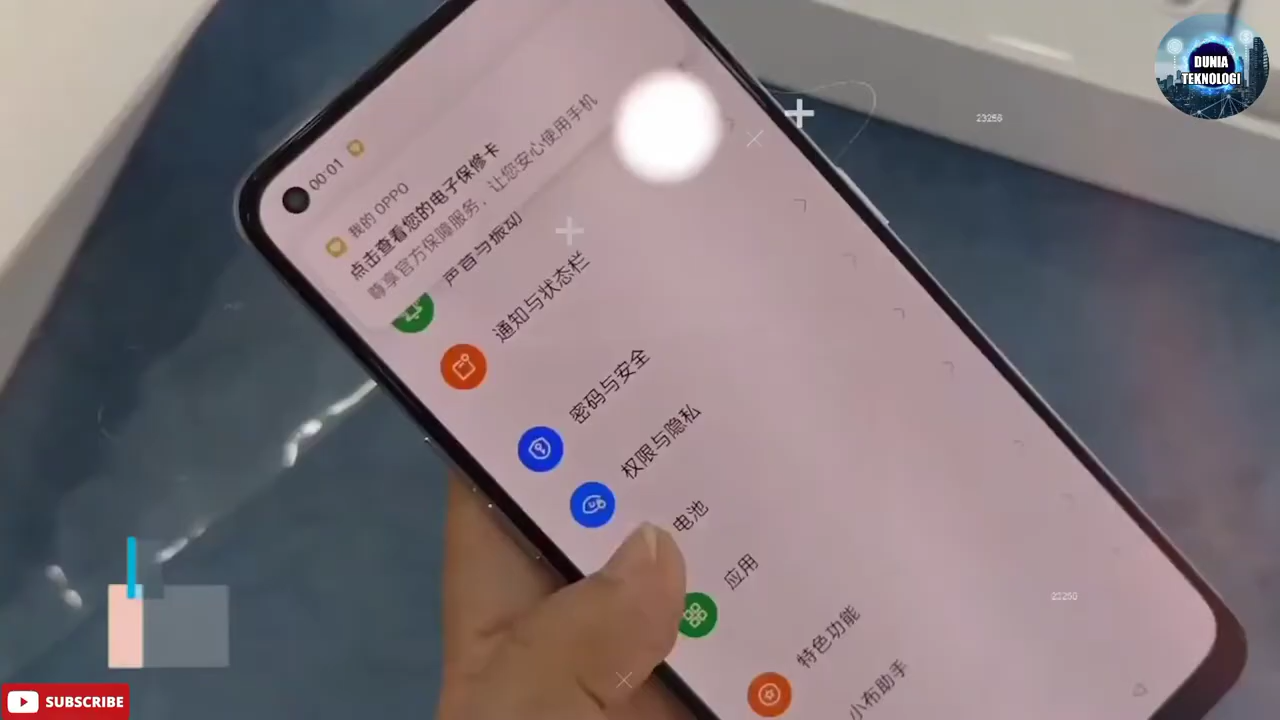 DUNIA
TEKNOLOGI
23256
00:01
我的 OPPO
点击查看您的电子保修卡
尊享官方保障服务，让您安心使用手机
声音与振动
通知与状态栏
密码与安全
权限与隐私
电池
应用
特色功能
小布助手
23256
SUBSCRIBE